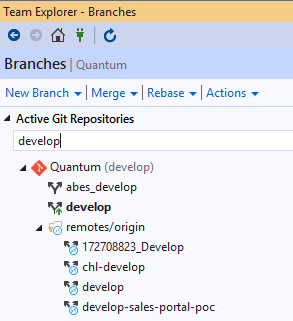 Team Explorer - Branches
Branches | Quantum
New Branch | Merge | Rebase | Actions
Active Git Repositories
develop
Quantum (develop)
abes_develop
develop
remotes/origin
172708823_Develop
chl-develop
develop
develop-sales-portal-poc